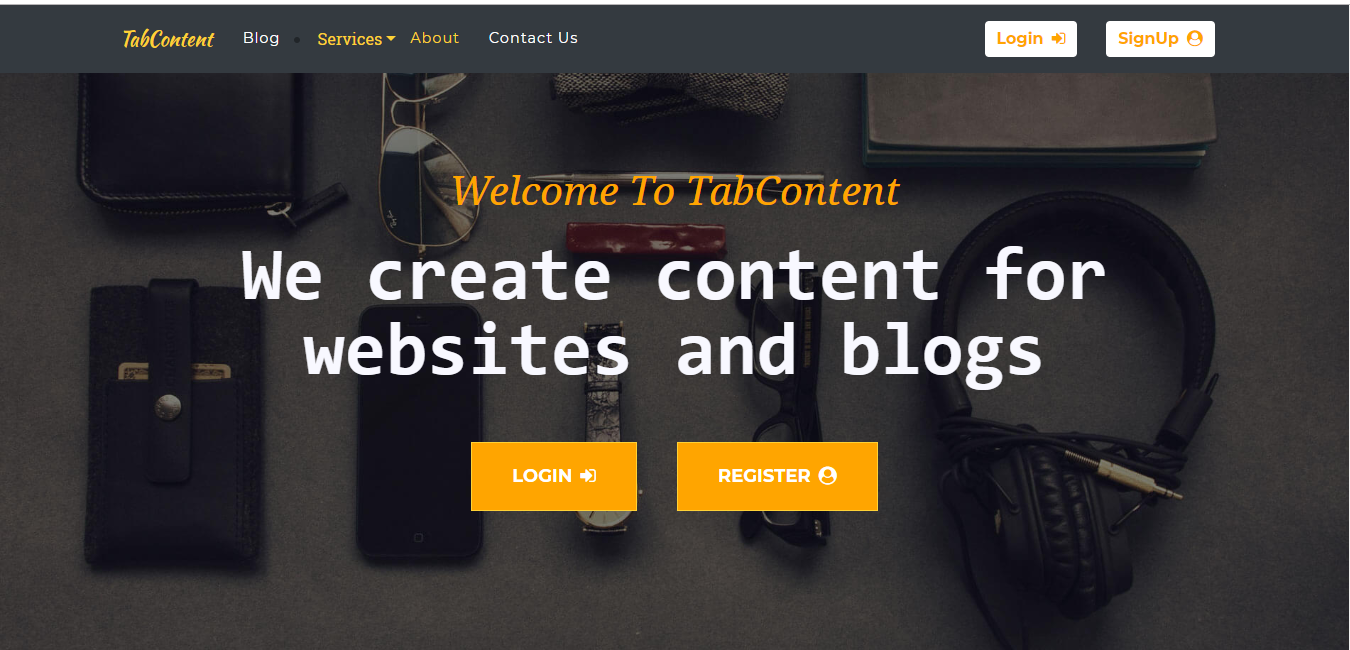 TabContent Blog Services About Contact Us Login SignUp
Welcome To TabContent
We create content for
websites and blogs
LOGIN REGISTER